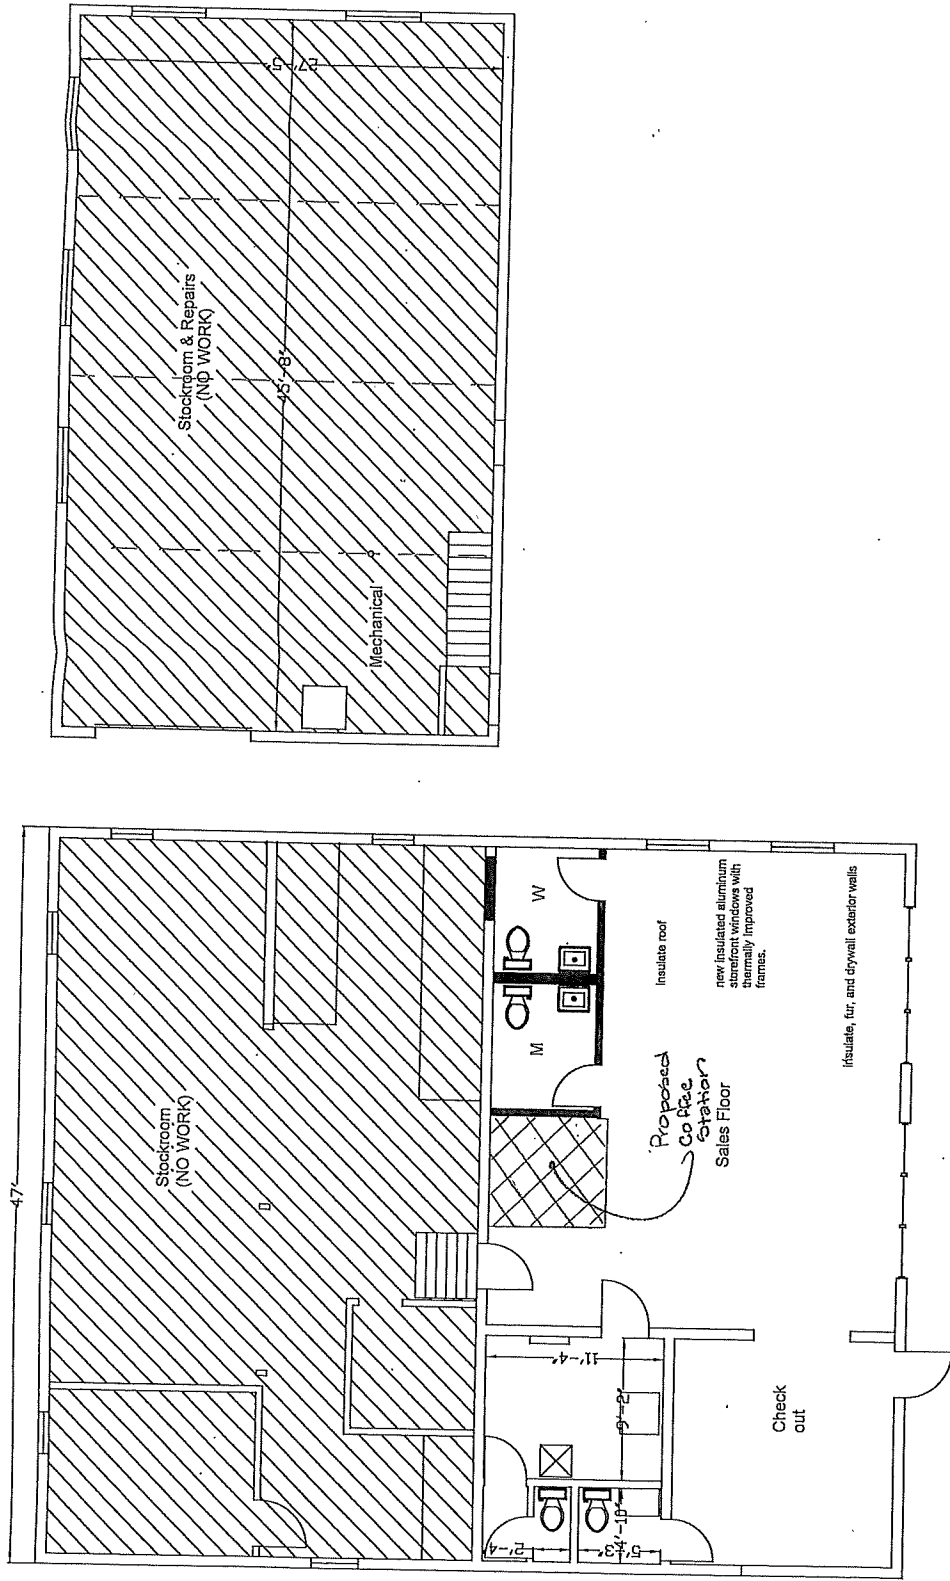 27'-5"
Stockroom & Repairs
(NO WORK)
45'-8"
Mechanical
47'
Stockroom
(NO WORK)
W
M
Insulate roof
new insulated aluminum
storefront windows with
thermally improved
frames.
Insulate, fur, and drywall exterior walls
Proposed
Coffee
Station
Sales Floor
11'-4"
9'-2"
Check
out
2'-4"
5'-3"
4'-10"